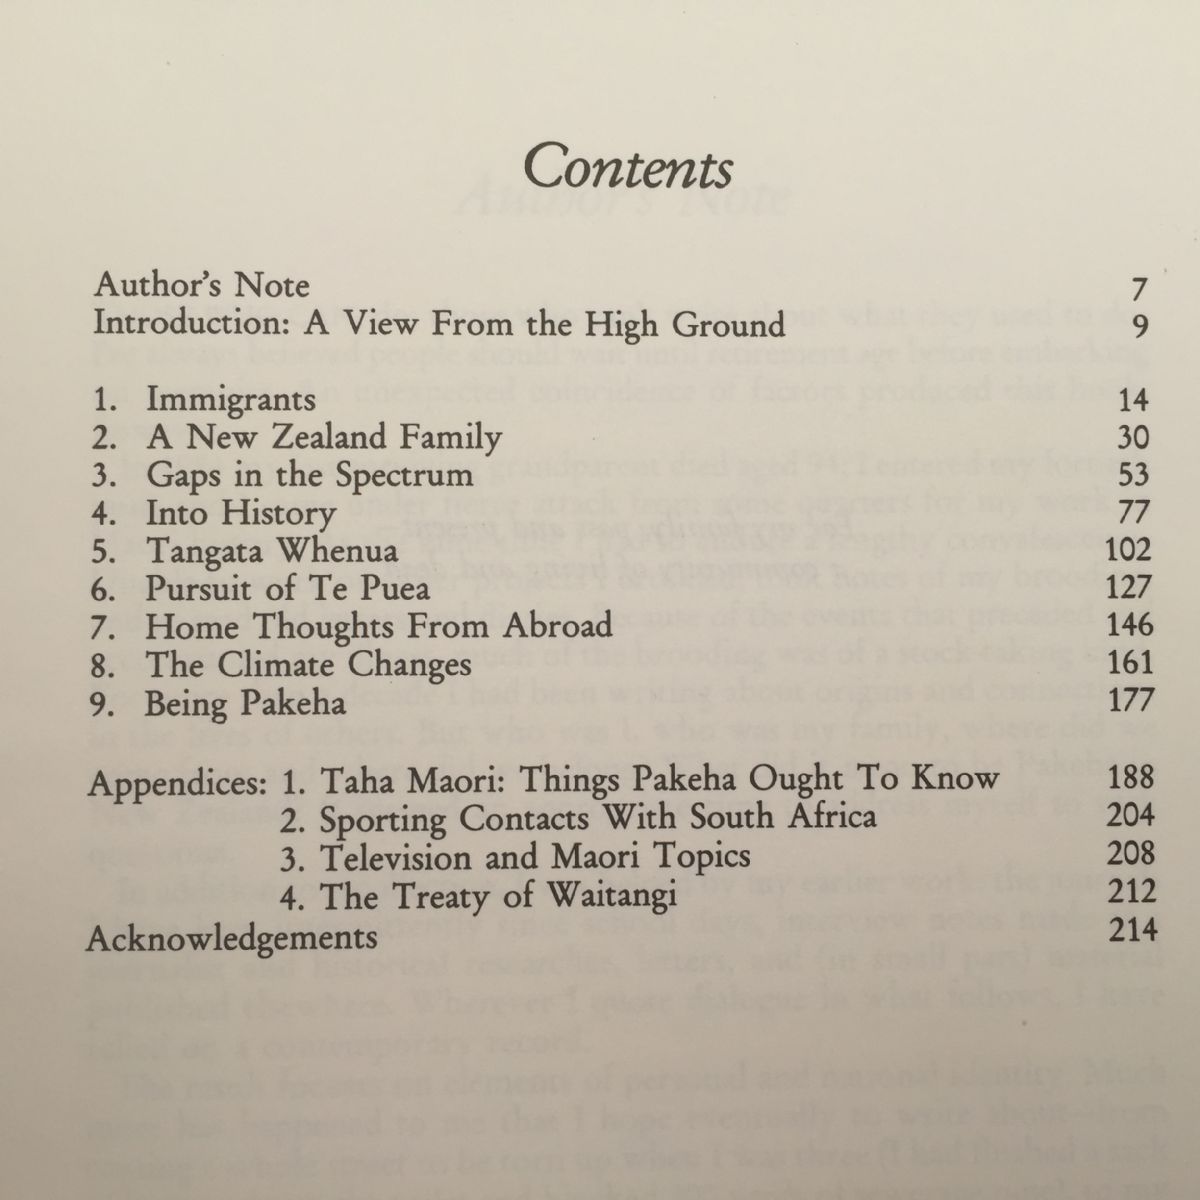 Contents
Author's Note 7
Introduction: A View From the High Ground 9
1. Immigrants 14
2. A New Zealand Family 30
3. Gaps in the Spectrum 53
4. Into History 77
5. Tangata Whenua 102
6. Pursuit of Te Puea 127
7. Home Thoughts From Abroad 146
8. The Climate Changes 161
9. Being Pakeha 177
Appendices: 1. Taha Maori: Things Pakeha Ought To Know 188
2. Sporting Contacts With South Africa 204
3. Television and Maori Topics 208
4. The Treaty of Waitangi 212
Acknowledgements 214